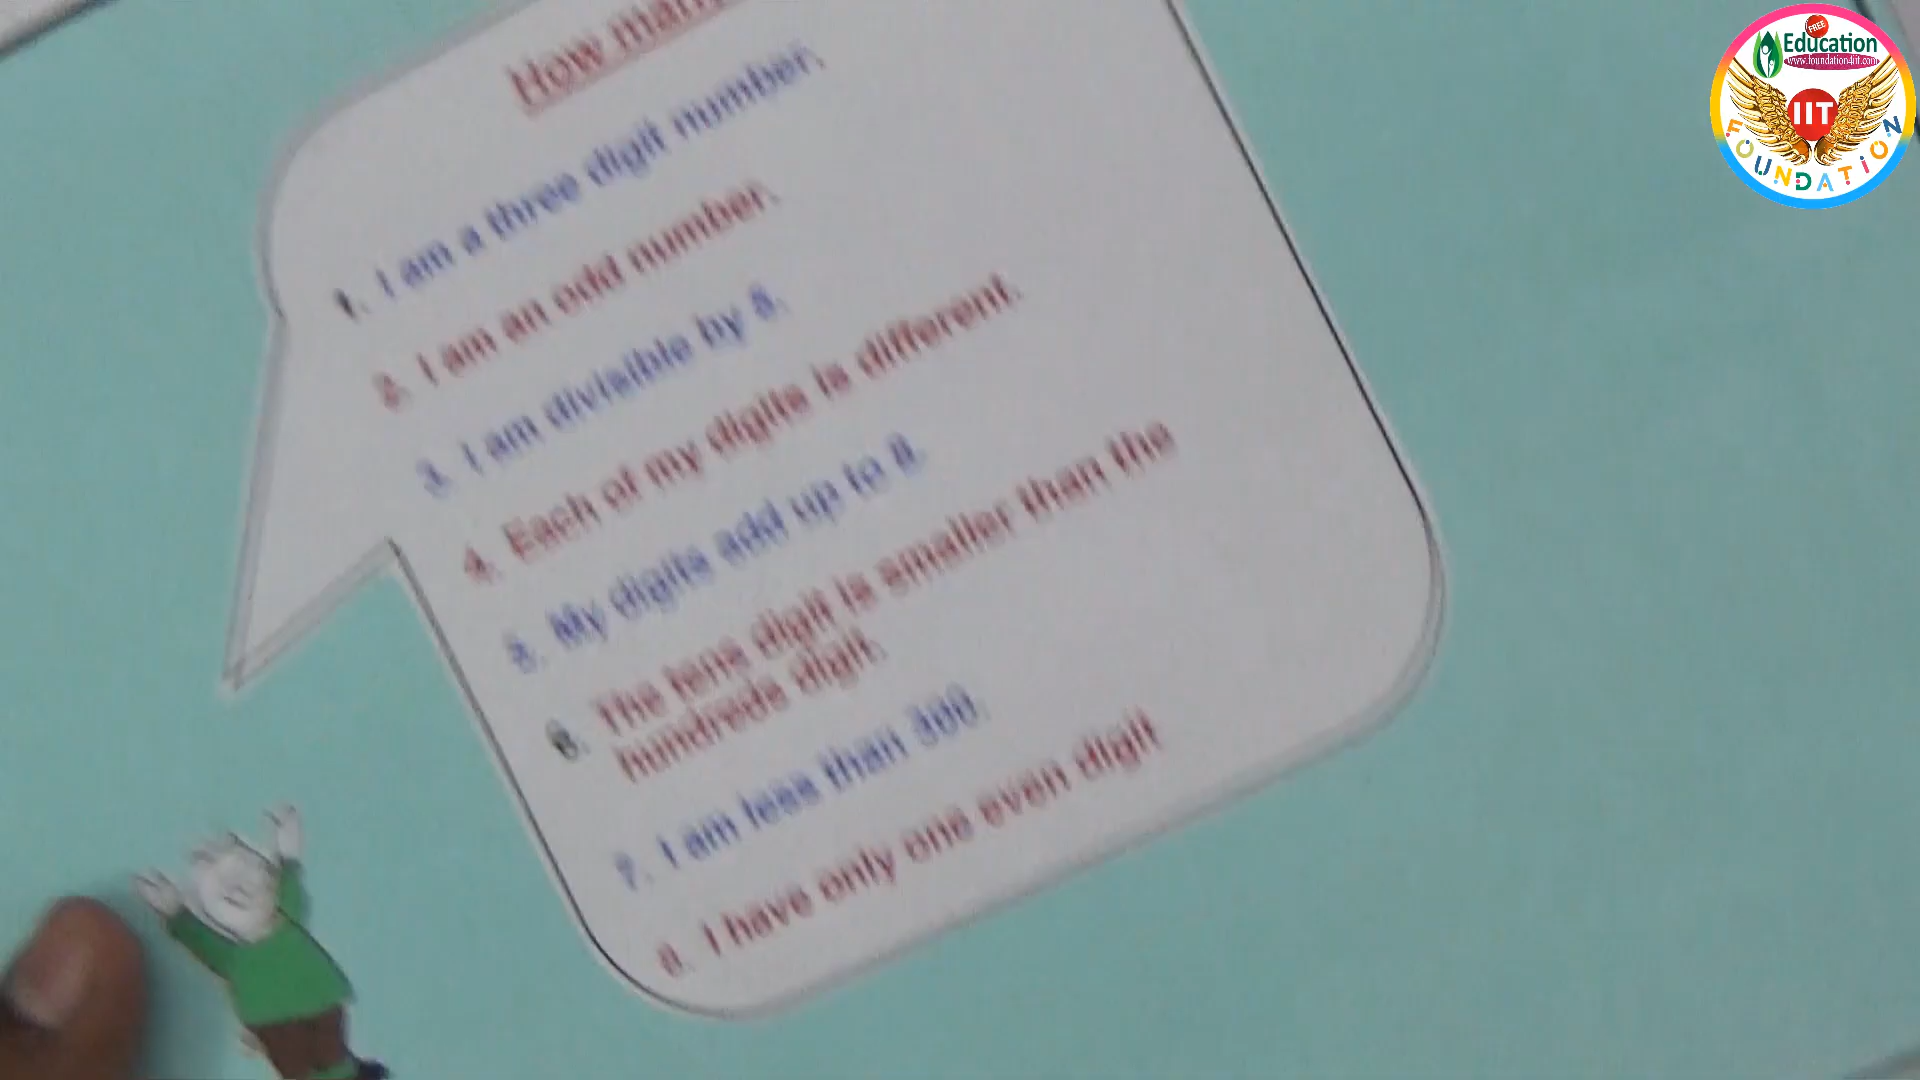 How many
1. I am a three digit number.
2. I am an odd number.
3. I am divisible by 5.
4. Each of my digits is different.
5. My digits add up to 8.
6. The tens digit is smaller than the
hundreds digit.
7. I am less than 300.
8. I have only one even digit
FREE
Education
www.foundation4iit.com
IIT
FOUNDATION